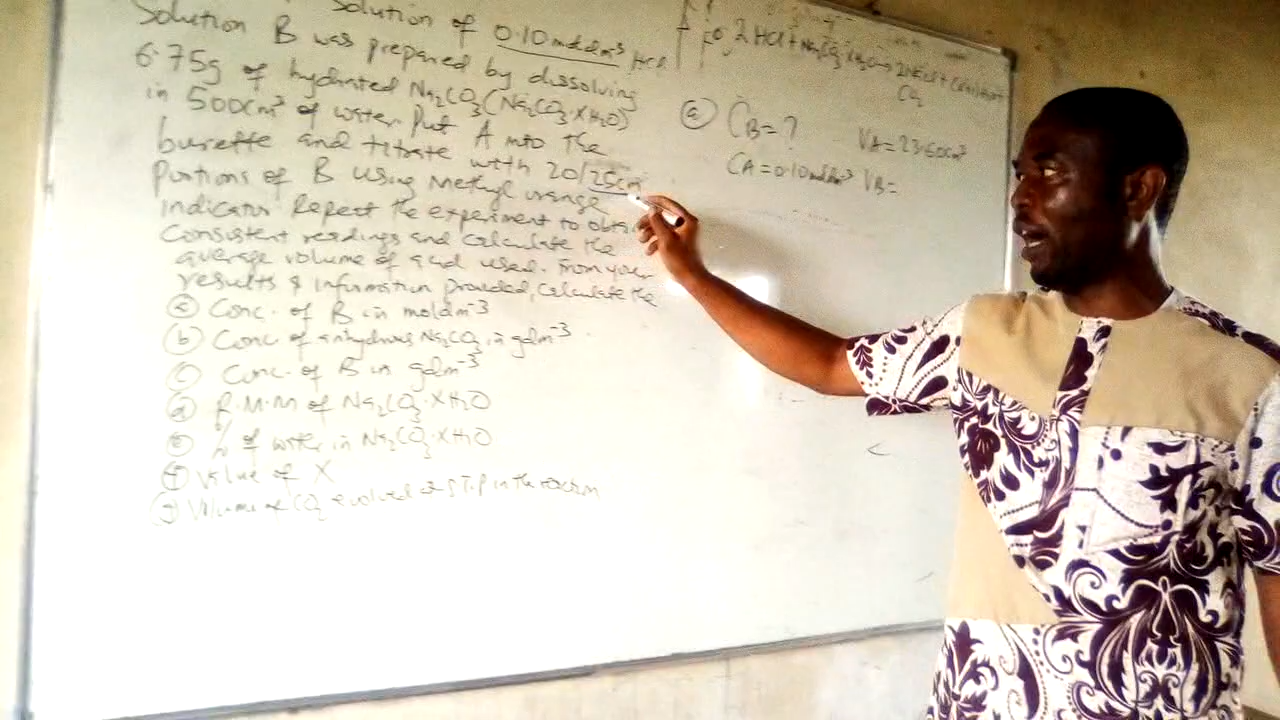 Solution of 0.10 moldm³ HCl
Solution B was prepared by dissolving
6.75g of hydrated Na₂CO₃(Na₂CO₃·XH₂O)
in 500cm³ of water Put A into the
burette and titrate with 20/25cm
Portions of B using Methyl orange
indicator Repeat the experiment to obtain
Consistent readings and calculate the
average volume of acid used. From your
results & information provided, calculate the
(a) Conc. of B in moldm⁻³
(b) Conc of anhydrous Na₂CO₃ in gdm⁻³
(c) Conc. of B in gdm⁻³
(d) R.M.M of Na₂CO₃·XH₂O
(e) % of water in Na₂CO₃·XH₂O
(f) Value of X
(g) Volume of CO₂ evolved at S.T.P in the reaction
2HCl + Na₂CO₃·XH₂O
CO₂
(a) CB = ? VA = 23.60cm³
CA = 0.10moldm³ VB =